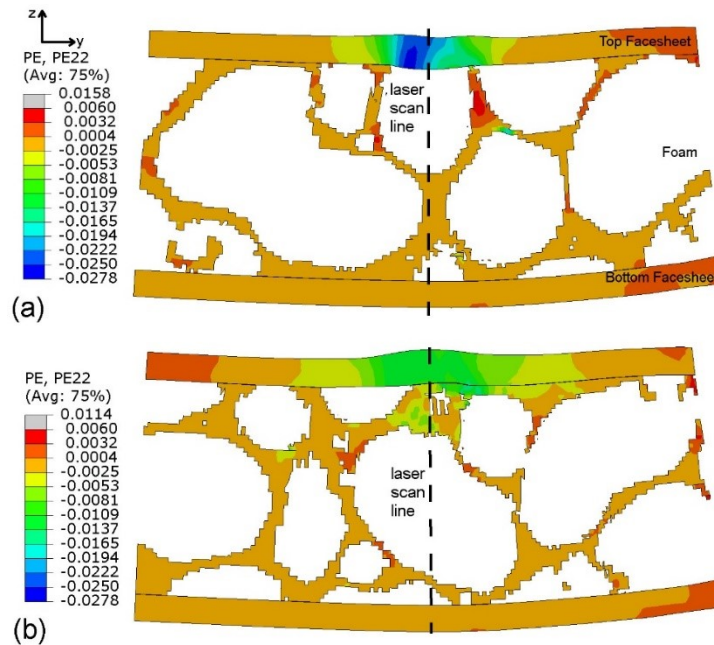 z
y
PE, PE22
(Avg: 75%)
0.0158
0.0060
0.0032
0.0004
-0.0025
-0.0053
-0.0081
-0.0109
-0.0137
-0.0165
-0.0194
-0.0222
-0.0250
-0.0278
Top Facesheet
laser
scan
line
Foam
Bottom Faceshee
(a)
PE, PE22
(Avg: 75%)
0.0114
0.0060
0.0032
0.0004
-0.0025
-0.0053
-0.0081
-0.0109
-0.0137
-0.0165
-0.0194
-0.0222
-0.0250
-0.0278
laser
scan
line
(b)